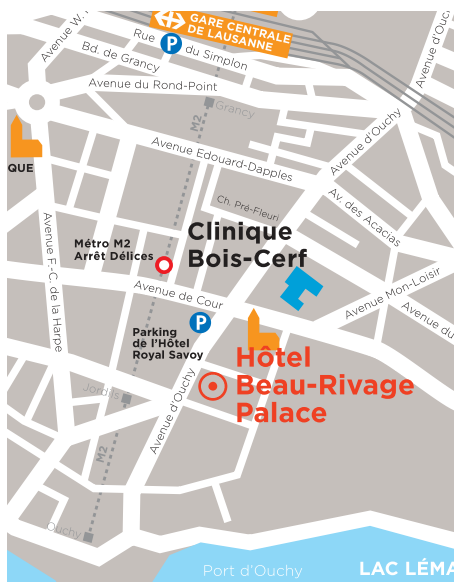 GARE CENTRALE
DE LAUSANNE
Avenue W.
Rue du Simplon
P
Bd. de Grancy
Avenue d'O
Avenue du Rond-Point
Grancy
M2
Avenue d'Ouchy
Avenue Edouard-Dapples
QUE
Av. des Acacias
Ch. Pré-Fleuri
Clinique
Bois-Cerf
Métro M2
Arrêt Délices
Avenue F.-C. de la Harpe
Avenue de Cour
Avenue Mon-Loisir
Avenue du
P
Parking
de l'Hôtel
Royal Savoy
Hôtel
Beau-Rivage
Palace
Jordils
Avenue d'Ouchy
M2
Ouchy
Port d'Ouchy
LAC LÉMA